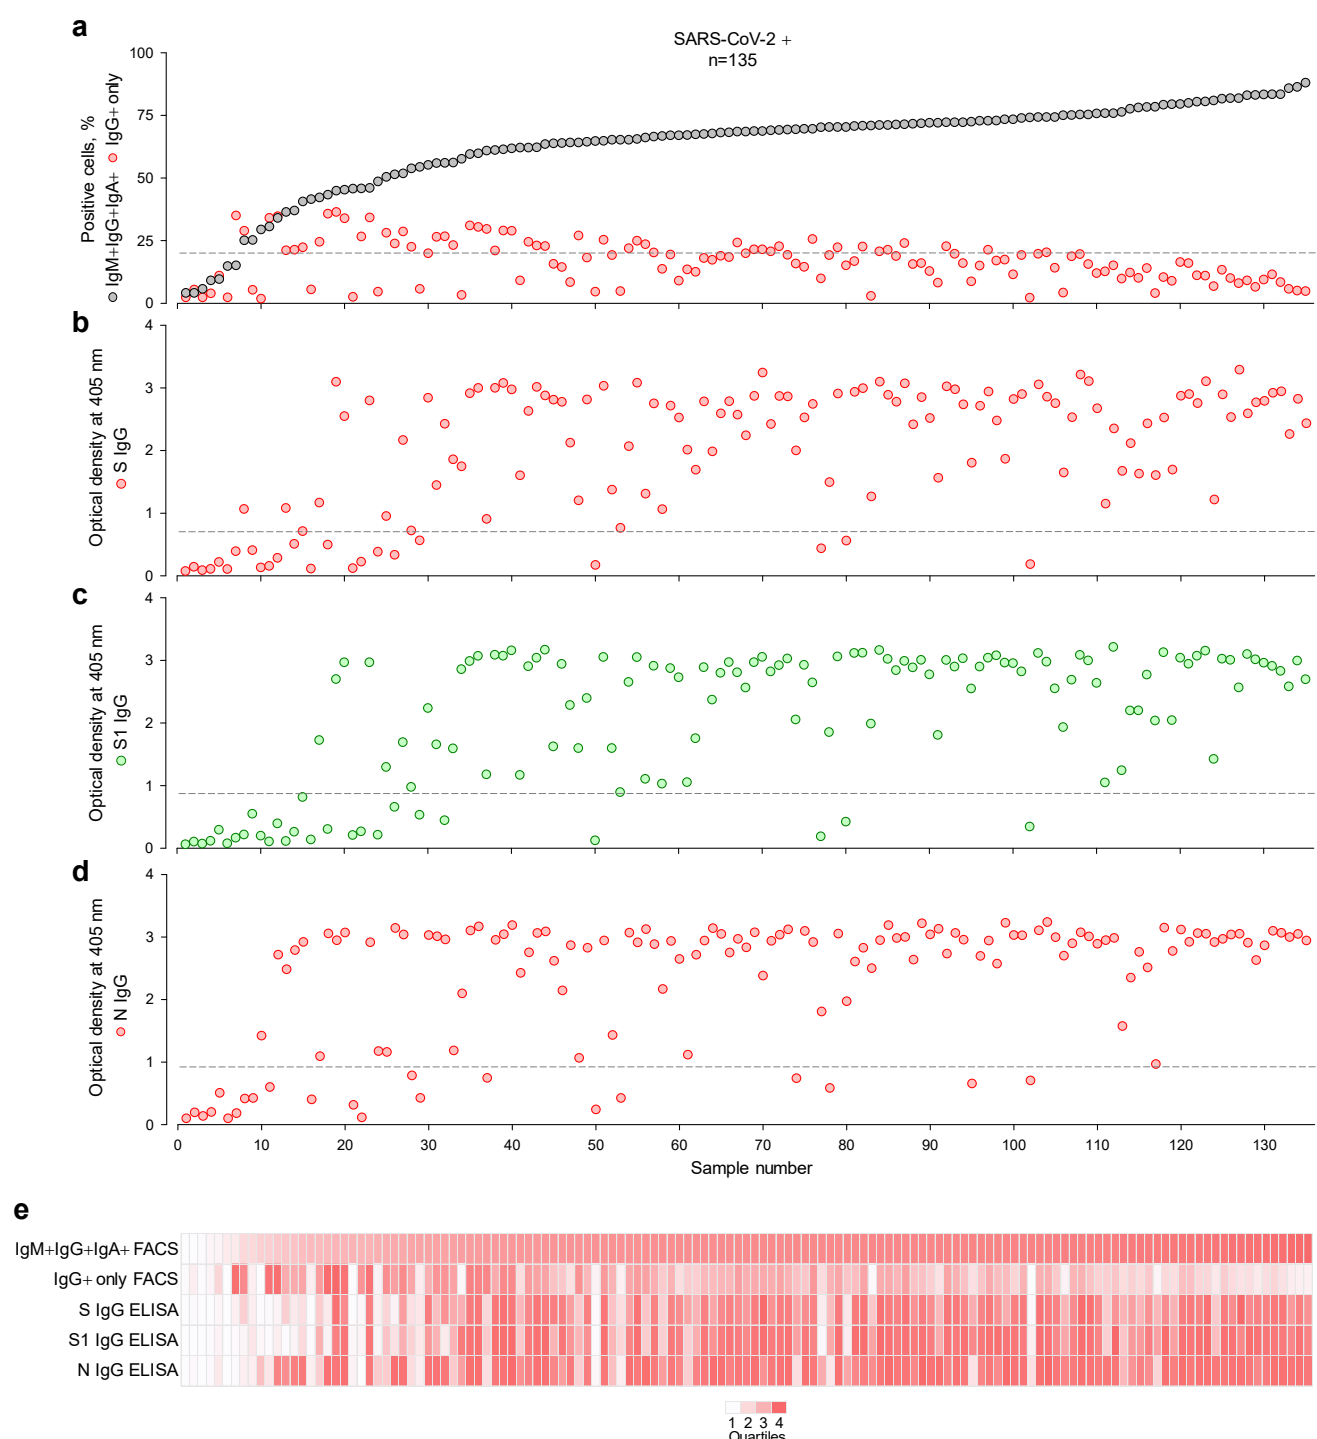 a
SARS-CoV-2 +
n=135
Positive cells, %
IgM+IgG+IgA+ IgG+ only
100
75
50
25
0
b
Optical density at 405 nm
S IgG
4
3
2
1
0
c
Optical density at 405 nm
S1 IgG
4
3
2
1
0
d
Optical density at 405 nm
N IgG
4
3
2
1
0
0 10 20 30 40 50 60 70 80 90 100 110 120 130
Sample number
e
IgM+IgG+IgA+ FACS
IgG+ only FACS
S IgG ELISA
S1 IgG ELISA
N IgG ELISA
1 2 3 4
Quartiles